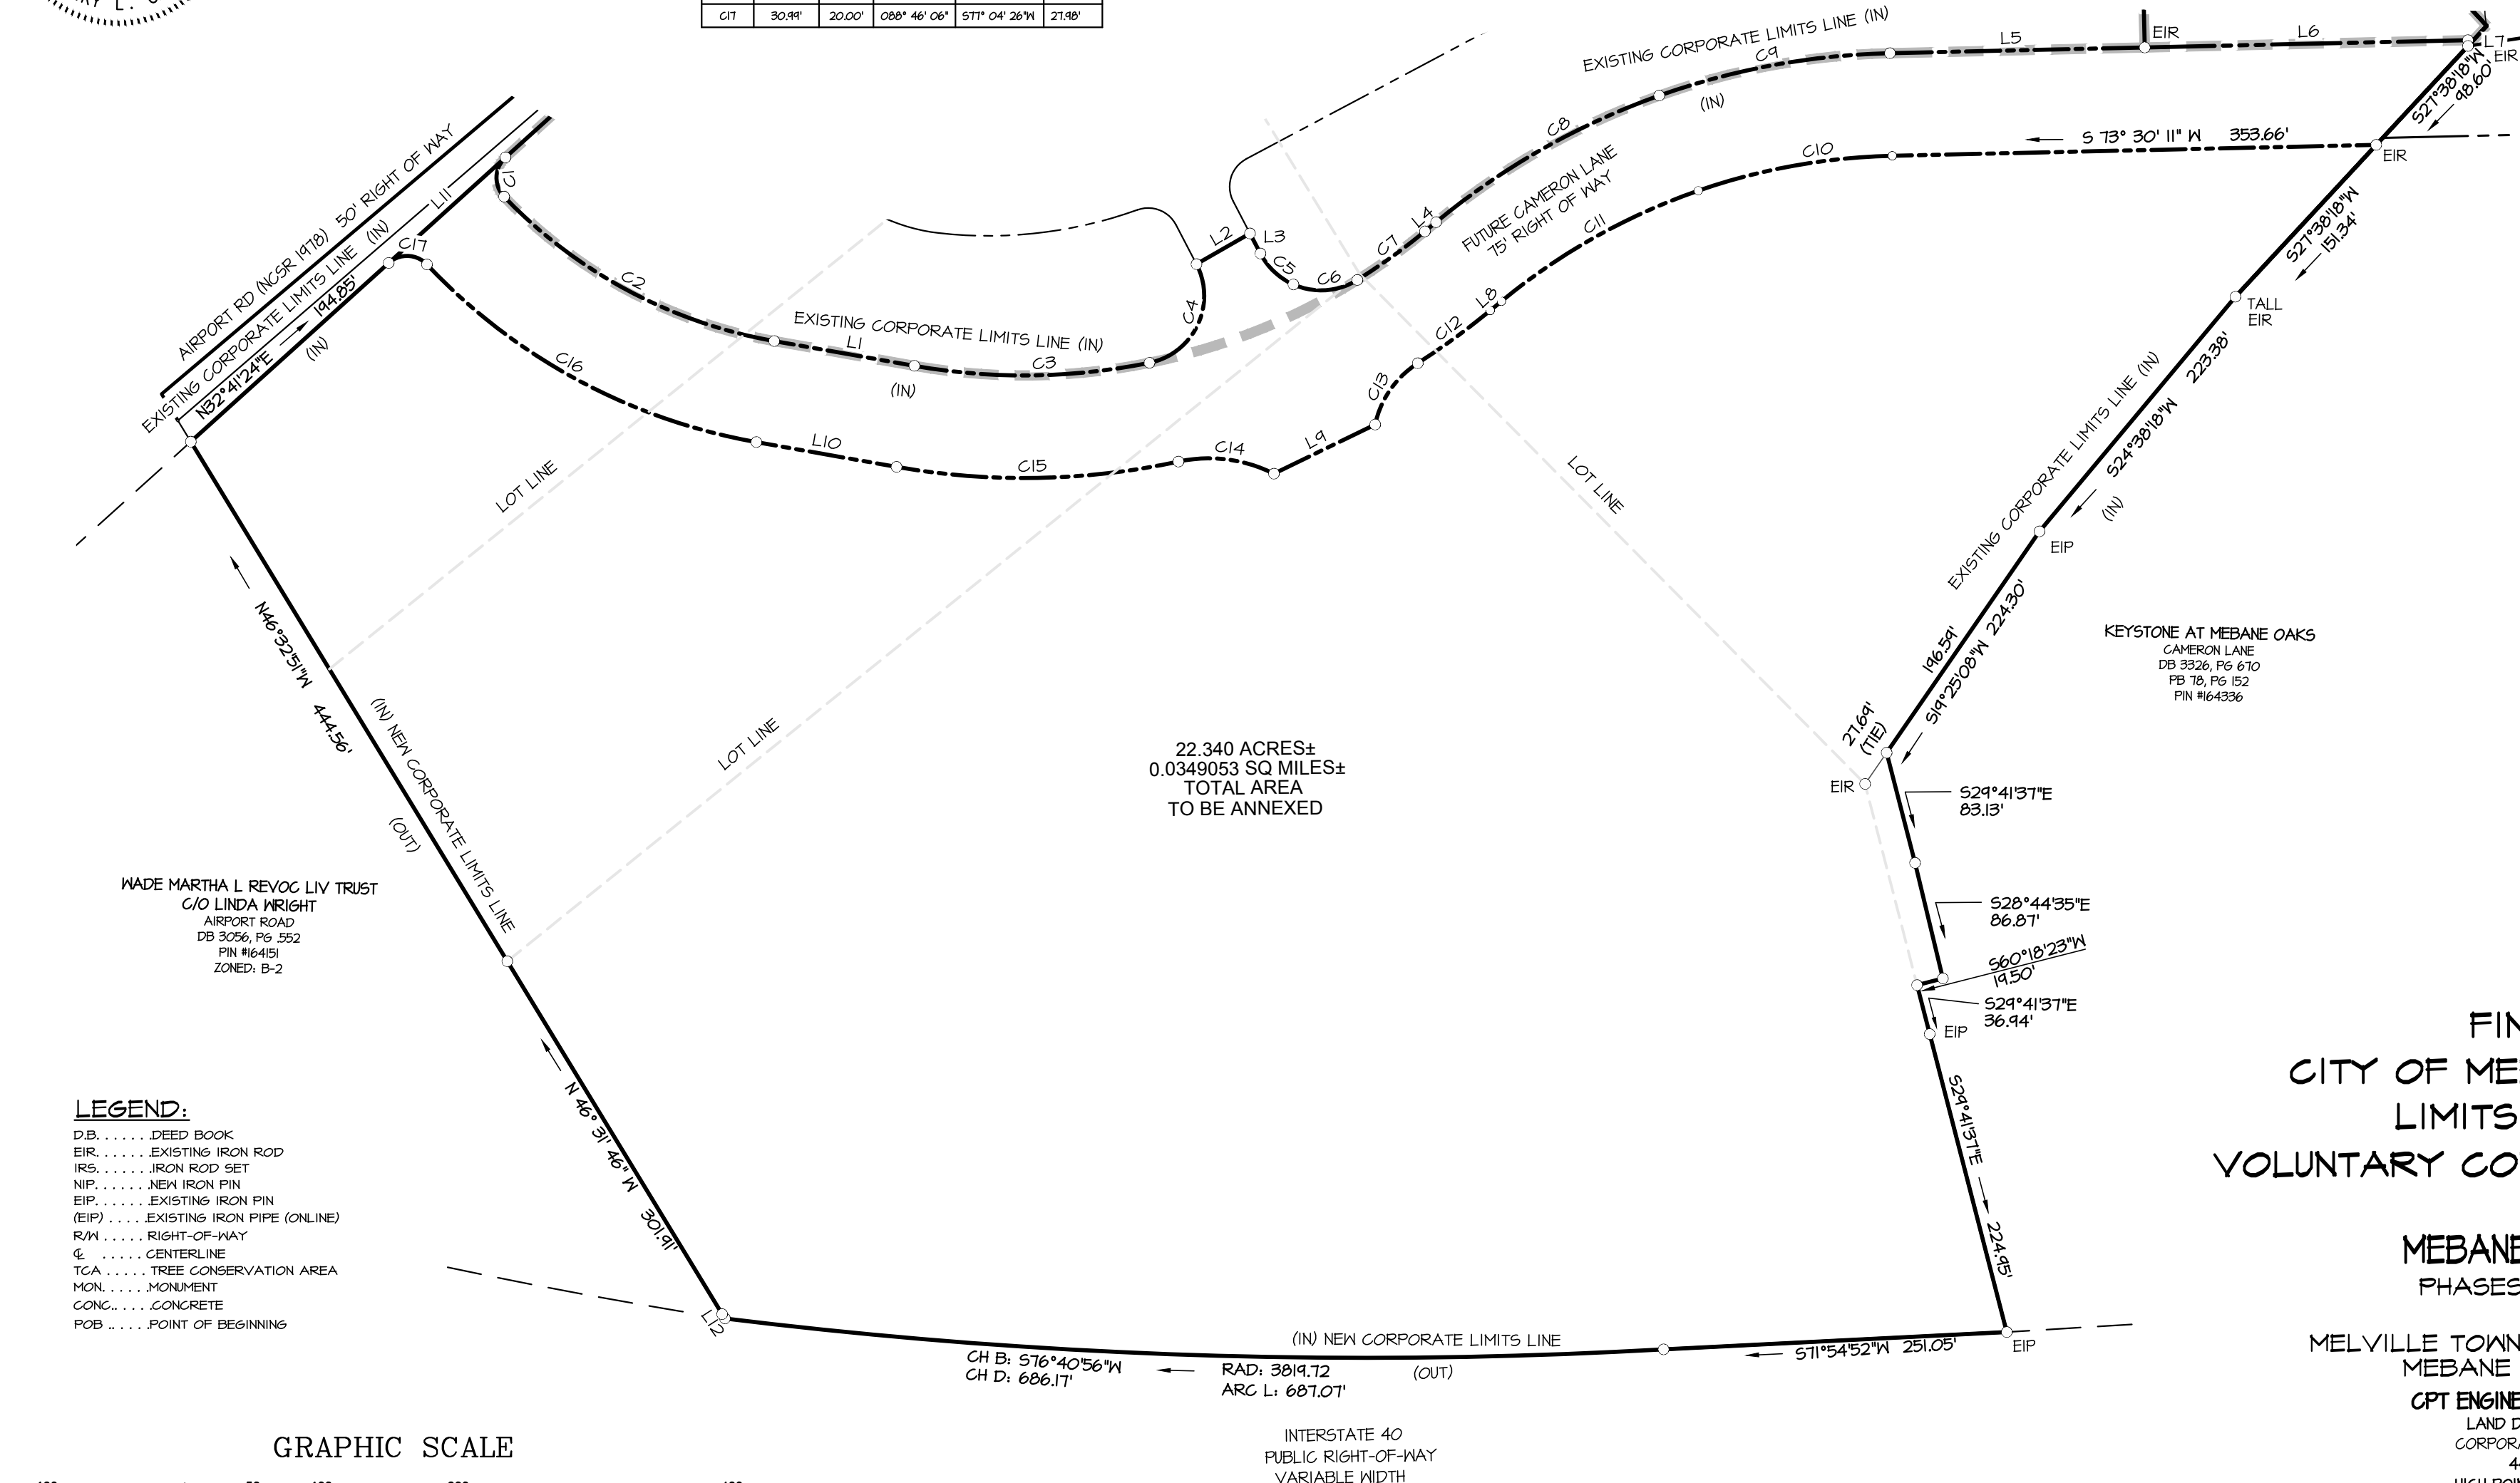 C17 30.99' 20.00' 088° 46' 06" S77° 04' 26"W 27.98'
EXISTING CORPORATE LIMITS LINE (IN)
C9
(IN)
L5
EIR
L6
L7
EIR
S27°38'18"W
98.60'
S 73° 30' 11" W 353.66'
EIR
C8
C10
FUTURE CAMERON LANE
75' RIGHT OF WAY
C11
L4
C7
L2
L3
C5
C6
C4
AIRPORT RD (NCSR 1978) 50' RIGHT OF WAY
EXISTING CORPORATE LIMITS LINE (IN)
L11
N32°41'24"E 194.85'
(IN)
C1
C17
C2
EXISTING CORPORATE LIMITS LINE (IN)
L1
C3
(IN)
C16
L10
C15
C14
L9
C13
C12
L8
S27°38'18"W
151.34'
TALL
EIR
223.38'
S24°38'18"W
EXISTING CORPORATE LIMITS LINE (IN)
(IN)
EIP
LOT LINE
LOT LINE
LOT LINE
196.59'
S19°25'08"W 224.30'
KEYSTONE AT MEBANE OAKS
CAMERON LANE
DB 3326, PG 670
PB 78, PG 152
PIN #164336
27.69'
(TIE)
EIR
N46°32'51"W 444.56'
(IN) NEW CORPORATE LIMITS LINE
(OUT)
22.340 ACRES±
0.0349053 SQ MILES±
TOTAL AREA
TO BE ANNEXED
S29°41'37"E
83.13'
S28°44'35"E
86.87'
S60°18'23"W
19.50'
S29°41'37"E
36.94'
EIP
WADE MARTHA L REVOC LIV TRUST
C/O LINDA WRIGHT
AIRPORT ROAD
DB 3056, PG .552
PIN #164151
ZONED: B-2
S29°41'37"E 224.95'
N 46° 31' 46" W 301.91'
LEGEND:
D.B. . . . . . .DEED BOOK
EIR. . . . . . .EXISTING IRON ROD
IRS. . . . . . .IRON ROD SET
NIP. . . . . . .NEW IRON PIN
EIP. . . . . . .EXISTING IRON PIN
(EIP) . . . . .EXISTING IRON PIPE (ONLINE)
R/W . . . . . RIGHT-OF-WAY
℄ . . . . . CENTERLINE
TCA . . . . . TREE CONSERVATION AREA
MON. . . . . .MONUMENT
CONC.. . . . .CONCRETE
POB .. . . . .POINT OF BEGINNING
L12
(IN) NEW CORPORATE LIMITS LINE
(OUT)
CH B: S76°40'56"W
CH D: 686.17'
RAD: 3819.72
ARC L: 687.07'
S71°54'52"W 251.05'
EIP
INTERSTATE 40
PUBLIC RIGHT-OF-WAY
VARIABLE WIDTH
GRAPHIC SCALE
CITY OF
LIMITS
VOLUNTARY
MEBANE
PHASES
MELVILLE
MEBANE
CPT
LAND